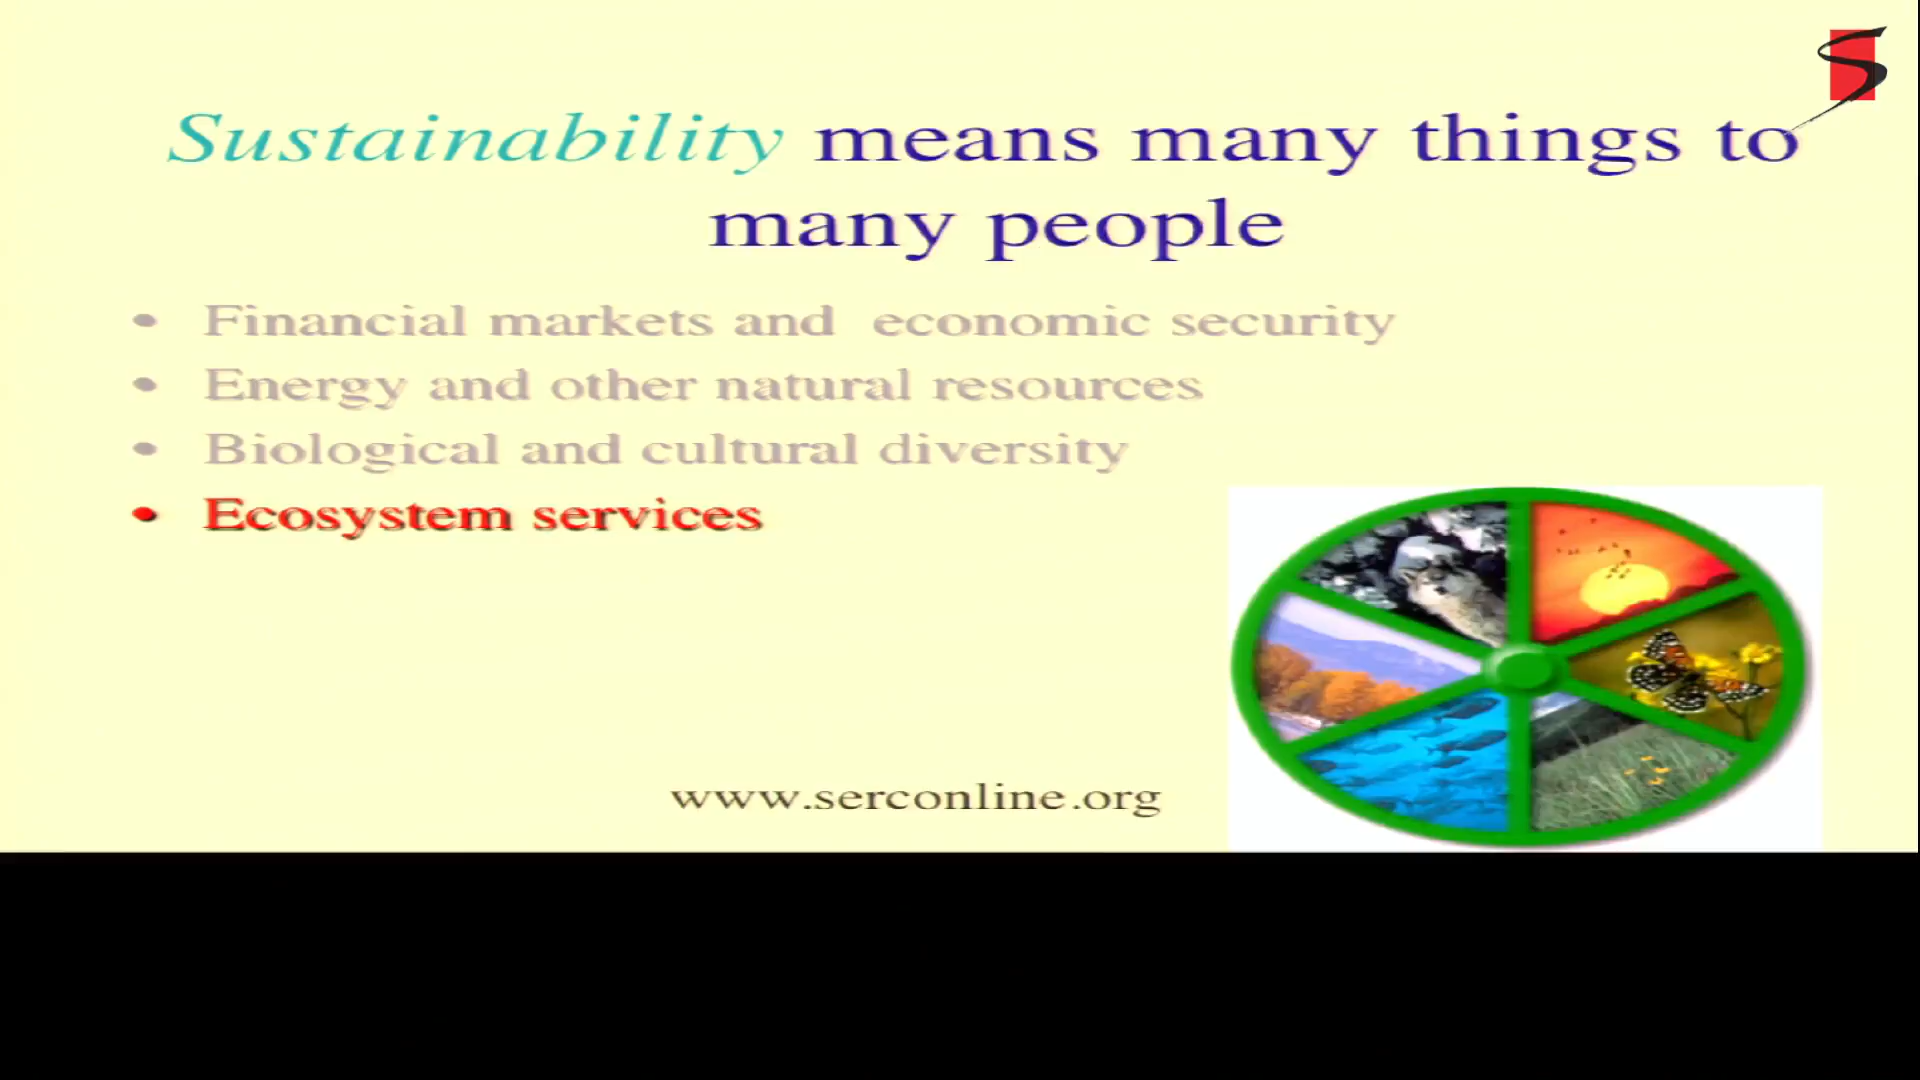 Sustainability means many things to
many people
• Financial markets and economic security
• Energy and other natural resources
• Biological and cultural diversity
• Ecosystem services
www.serconline.org